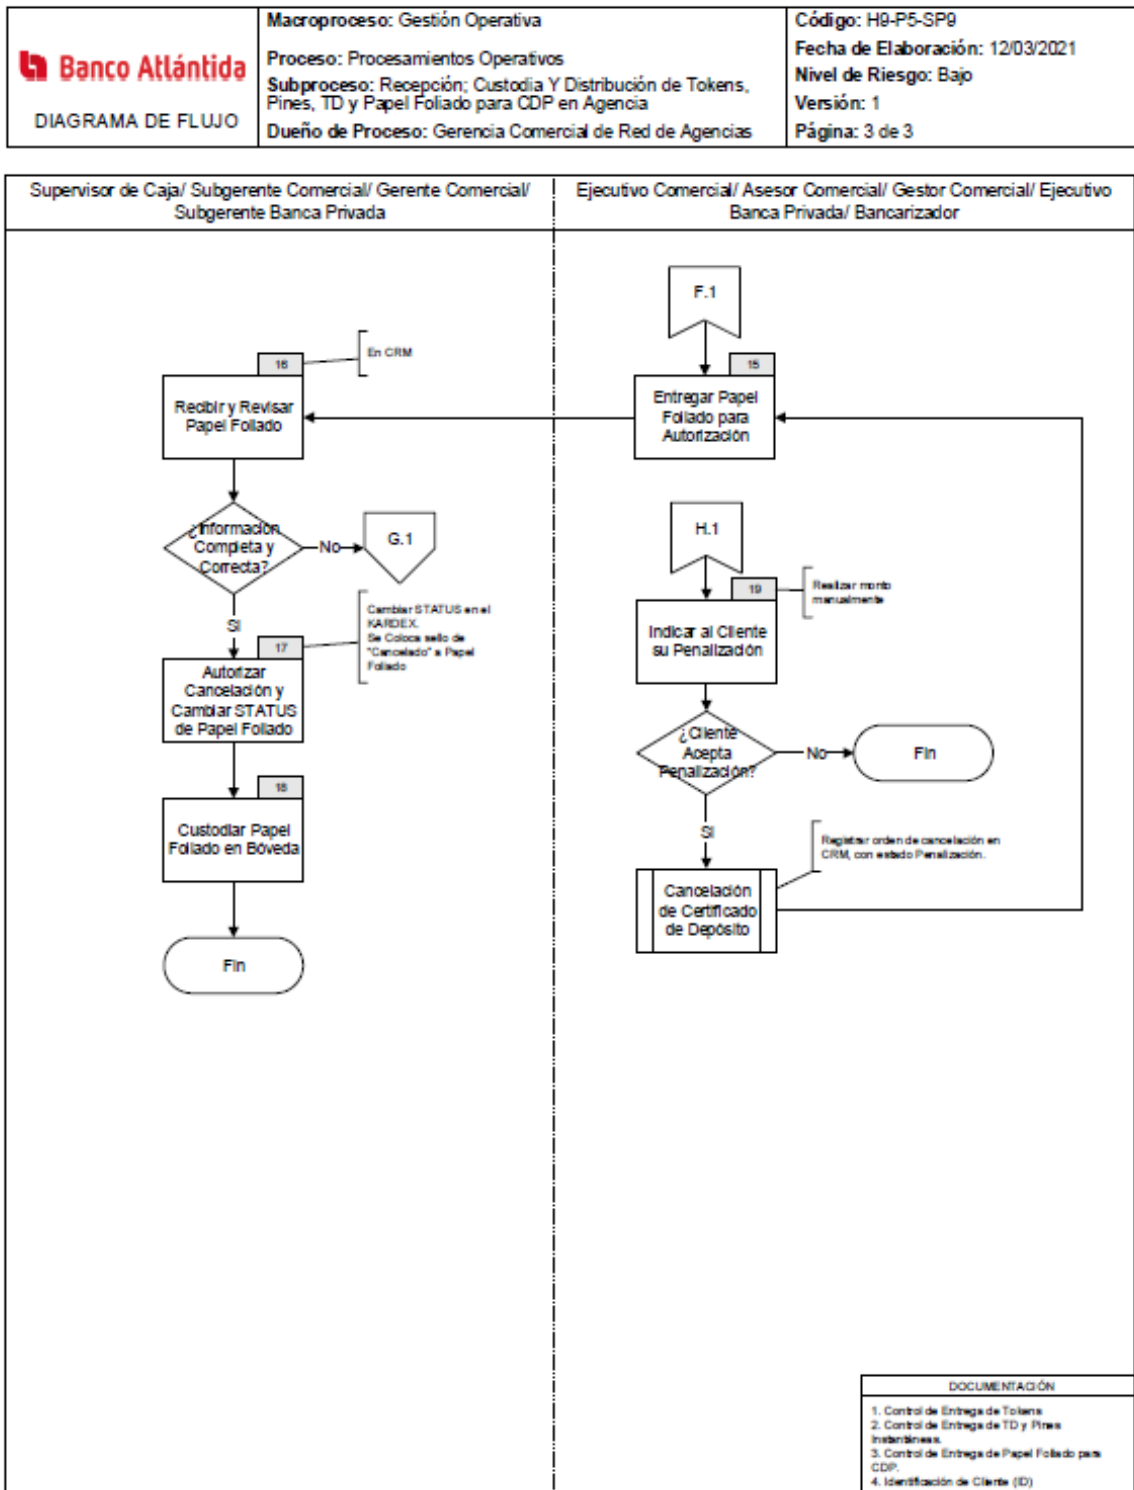 Banco Atlántida
DIAGRAMA DE FLUJO
Macroproceso: Gestión Operativa
Proceso: Procesamientos Operativos
Subproceso: Recepción; Custodia Y Distribución de Tokens,
Pines, TD y Papel Foliado para CDP en Agencia
Dueño de Proceso: Gerencia Comercial de Red de Agencias
Código: H9-P5-SP9
Fecha de Elaboración: 12/03/2021
Nivel de Riesgo: Bajo
Versión: 1
Página: 3 de 3
Supervisor de Caja/ Subgerente Comercial/ Gerente Comercial/
Subgerente Banca Privada
Ejecutivo Comercial/ Asesor Comercial/ Gestor Comercial/ Ejecutivo
Banca Privada/ Bancarizador
F.1
15
Entregar Papel
Foliado para
Autorización
16
En CRM
Recibir y Revisar
Papel Foliado
¿Información
Completa y
Correcta?
No
G.1
SI
17
Cambiar STATUS en el
KARDEX.
Se Coloca sello de
"Cancelado" a Papel
Foliado
Autorizar
Cancelación y
Cambiar STATUS
de Papel Foliado
18
Custodiar Papel
Foliado en Bóveda
Fin
H.1
19
Realizar monto
manualmente
Indicar al Cliente
su Penalización
¿Cliente
Acepta
Penalización?
No
Fin
SI
Registrar orden de cancelación en
CRM, con estado Penalización.
Cancelación
de Certificado
de Depósito
DOCUMENTACIÓN
1. Control de Entrega de Tokens
2. Control de Entrega de TD y Pines
Instantáneas.
3. Control de Entrega de Papel Foliado para
CDP.
4. Identificación de Cliente (ID)